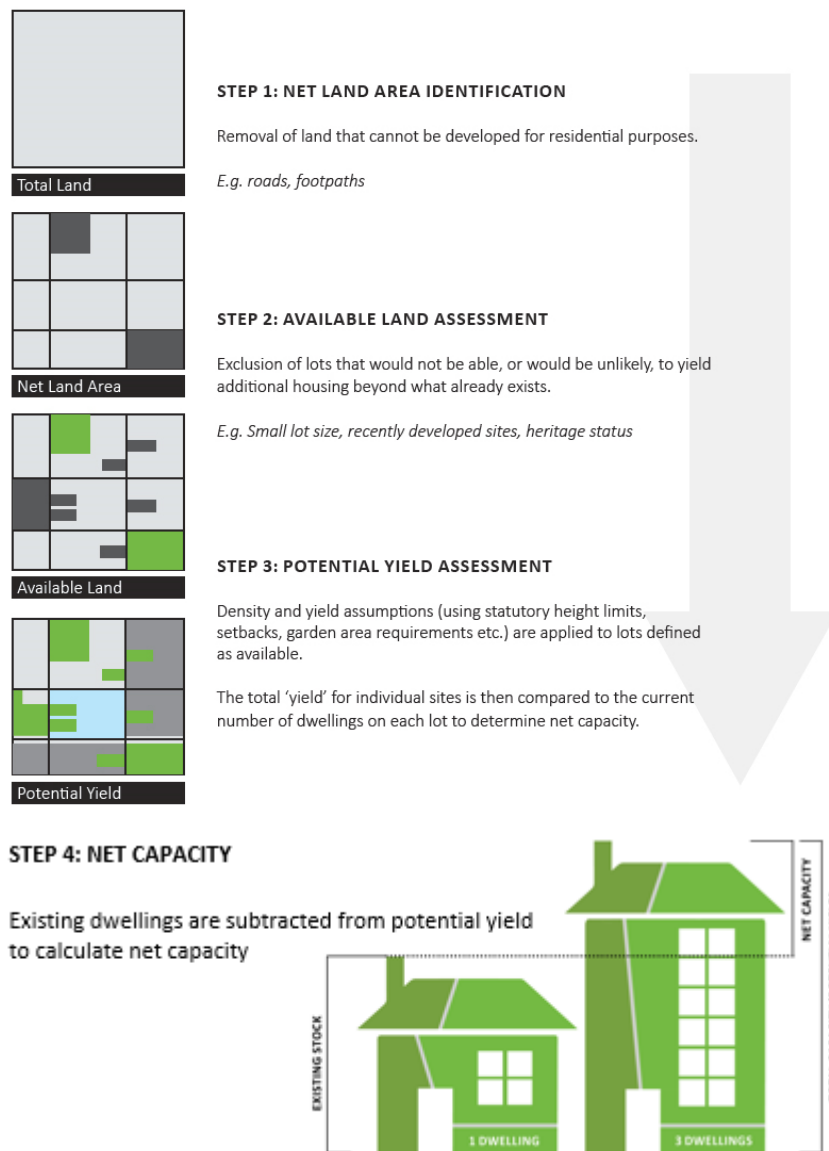 STEP 1: NET LAND AREA IDENTIFICATION
Removal of land that cannot be developed for residential purposes.
E.g. roads, footpaths
Total Land
STEP 2: AVAILABLE LAND ASSESSMENT
Exclusion of lots that would not be able, or would be unlikely, to yield
additional housing beyond what already exists.
E.g. Small lot size, recently developed sites, heritage status
Net Land Area
STEP 3: POTENTIAL YIELD ASSESSMENT
Density and yield assumptions (using statutory height limits,
setbacks, garden area requirements etc.) are applied to lots defined
as available.
The total ‘yield’ for individual sites is then compared to the current
number of dwellings on each lot to determine net capacity.
Available Land
Potential Yield
STEP 4: NET CAPACITY
Existing dwellings are subtracted from potential yield
to calculate net capacity
EXISTING STOCK
1 DWELLING
3 DWELLINGS
NET CAPACITY